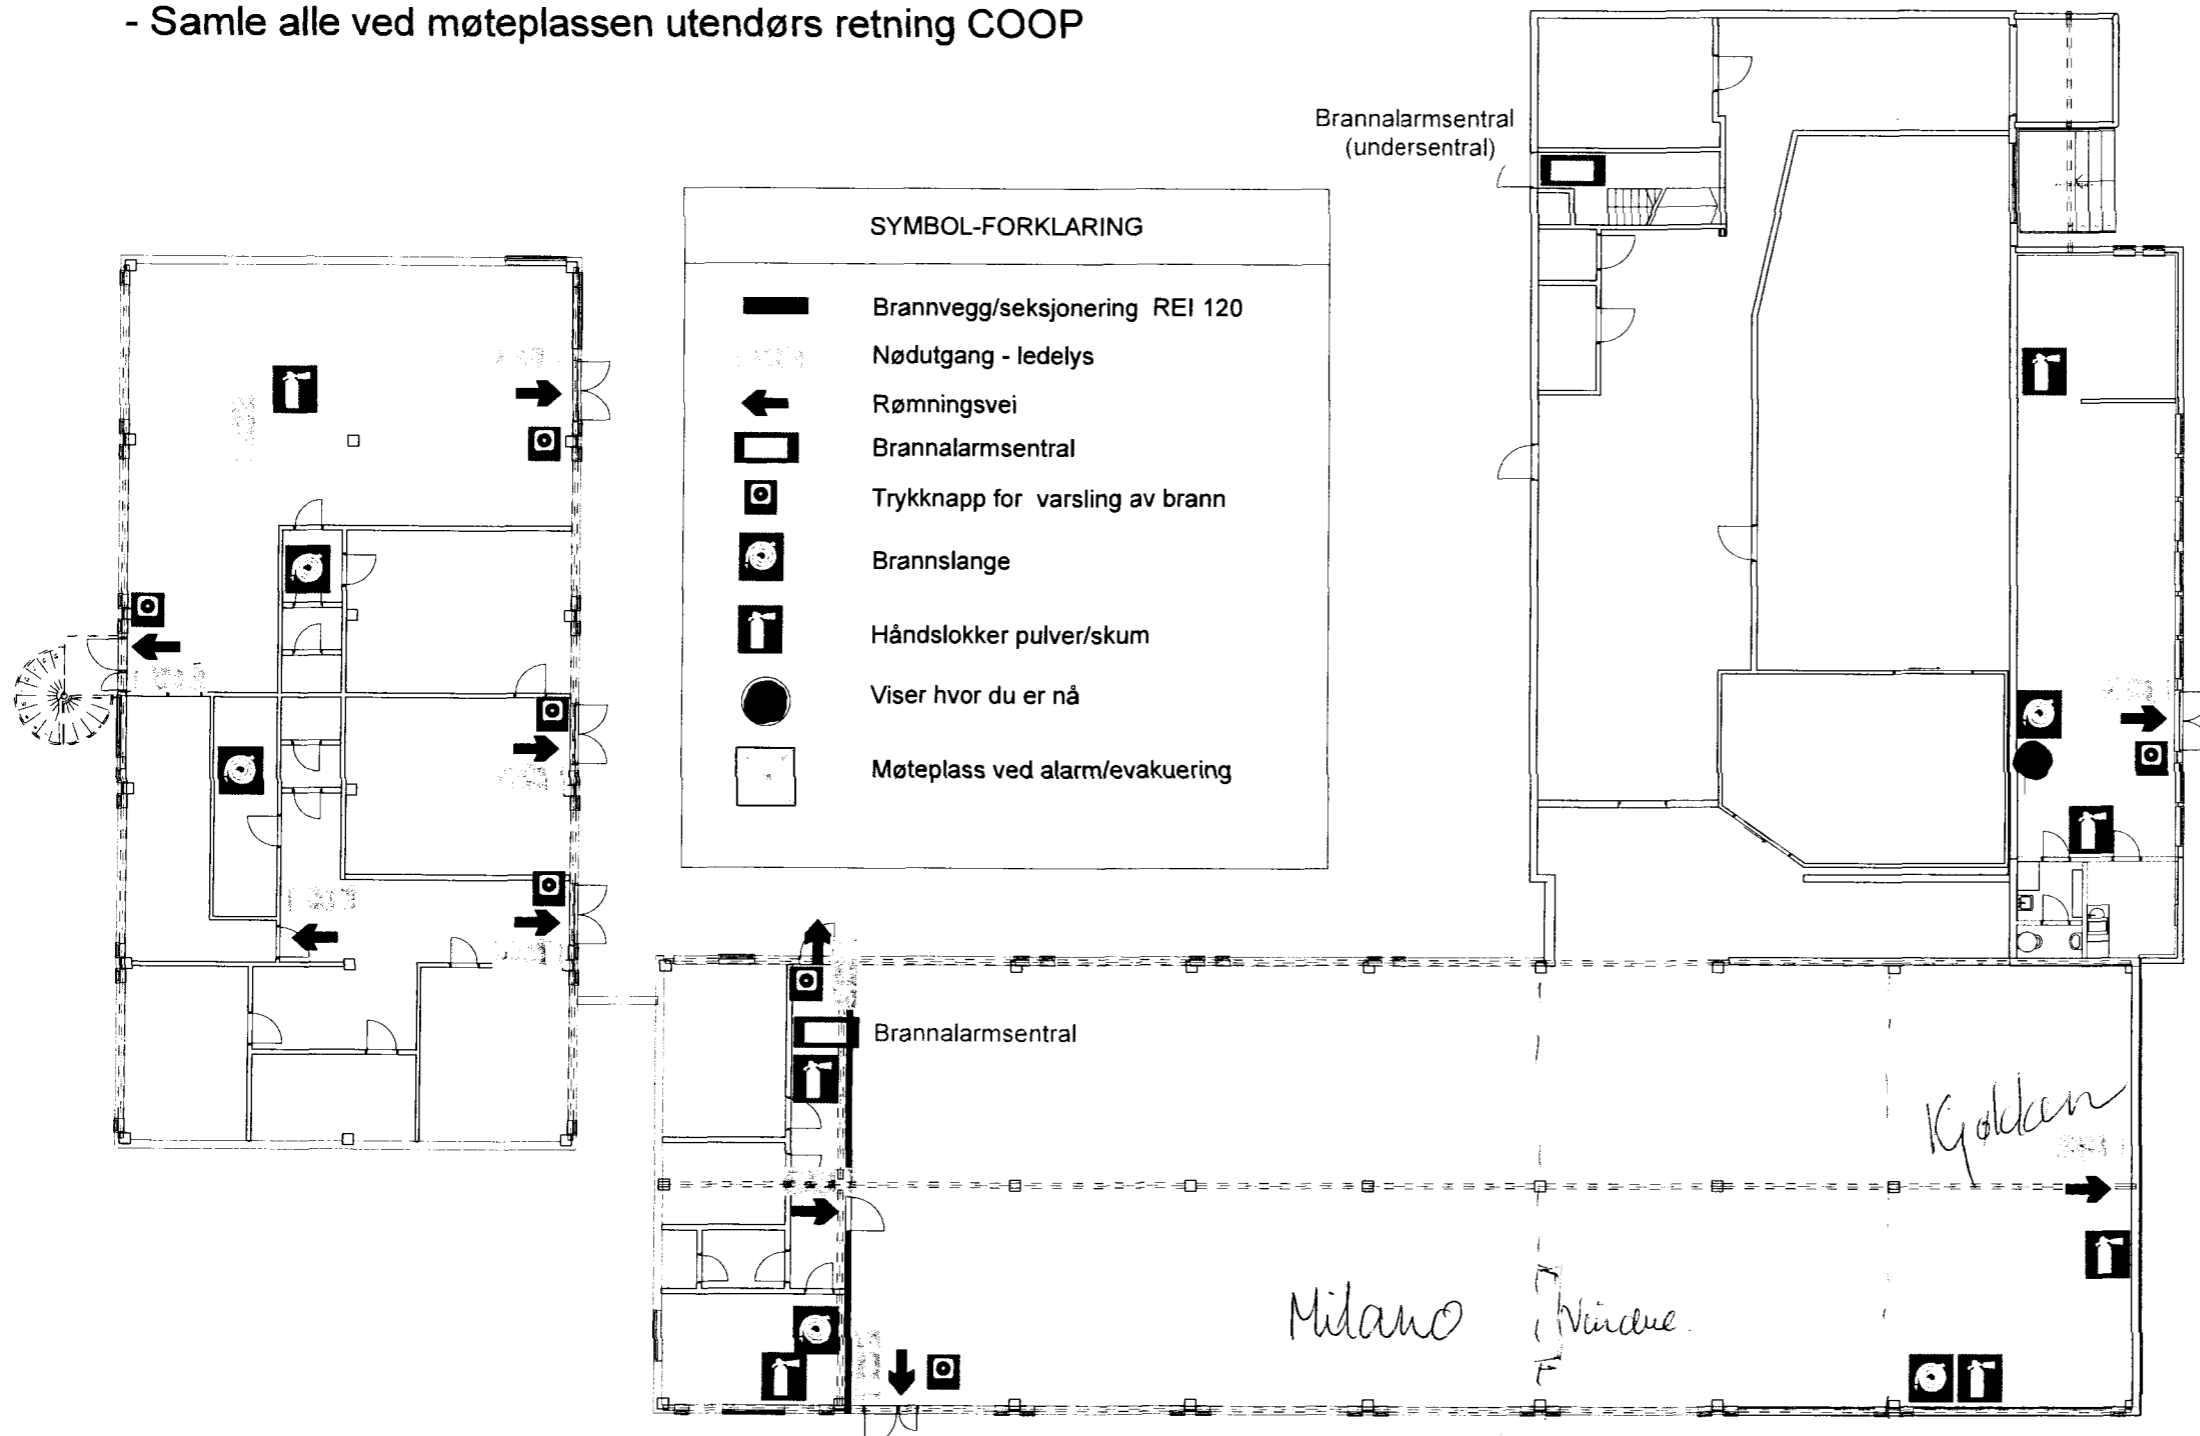 - Samle alle ved møteplassen utendørs retning COOP
Brannalarmsentral
(undersentral)
SYMBOL-FORKLARING
Brannvegg/seksjonering REI 120
Nødutgang - ledelys
Rømningsvei
Brannalarmsentral
Trykknapp for varsling av brann
Brannslange
Håndslokker pulver/skum
Viser hvor du er nå
Møteplass ved alarm/evakuering
Brannalarmsentral
Kjøkken
Milano
Vindue